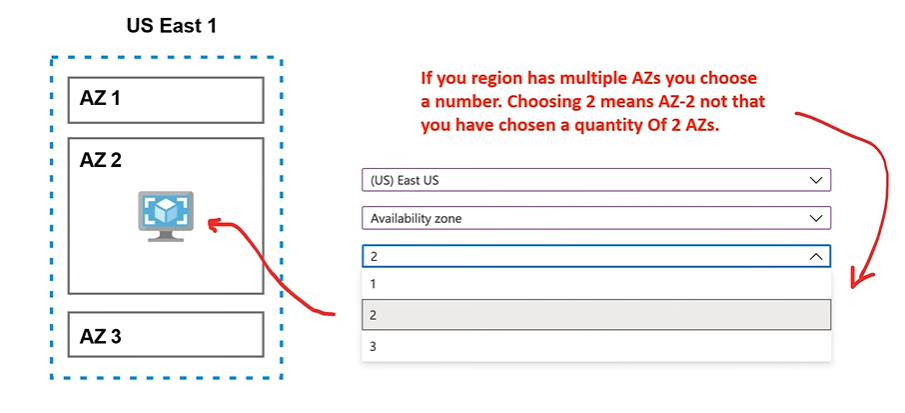 US East 1
AZ 1
AZ 2
AZ 3
If you region has multiple AZs you choose
a number. Choosing 2 means AZ-2 not that
you have chosen a quantity Of 2 AZs.
(US) East US
Availability zone
2
1
2
3